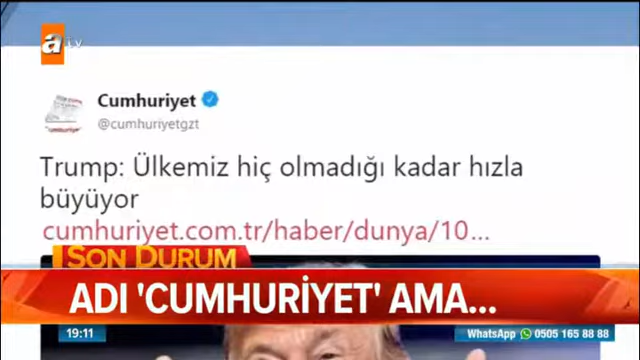 atv
Cumhuriyet
@cumhuriyetgzt
Trump: Ülkemiz hiç olmadığı kadar hızla
büyüyor
cumhuriyet.com.tr/haber/dunya/10...
SON DURUM
ADI 'CUMHURİYET' AMA...
19:11
WhatsApp 0505 165 88 88